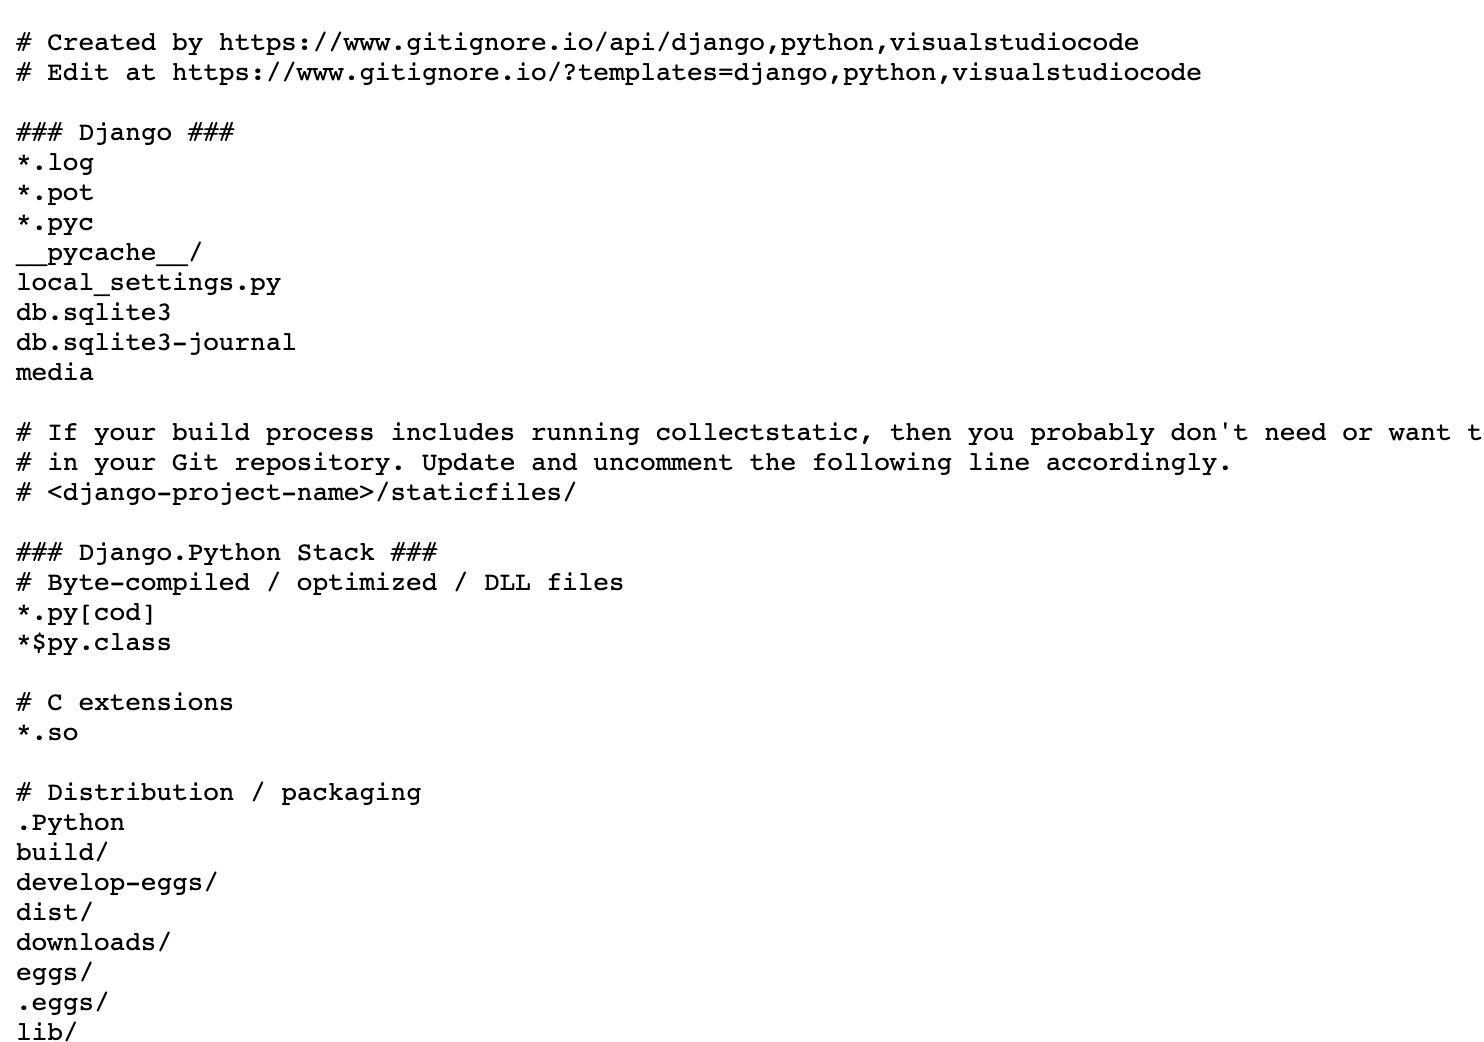 # Created by https://www.gitignore.io/api/django,python,visualstudiocode
# Edit at https://www.gitignore.io/?templates=django,python,visualstudiocode
### Django ###
*.log
*.pot
*.pyc
__pycache__/
local_settings.py
db.sqlite3
db.sqlite3-journal
media
# If your build process includes running collectstatic, then you probably don't need or want t
# in your Git repository. Update and uncomment the following line accordingly.
# <django-project-name>/staticfiles/
### Django.Python Stack ###
# Byte-compiled / optimized / DLL files
*.py[cod]
*$py.class
# C extensions
*.so
# Distribution / packaging
.Python
build/
develop-eggs/
dist/
downloads/
eggs/
.eggs/
lib/